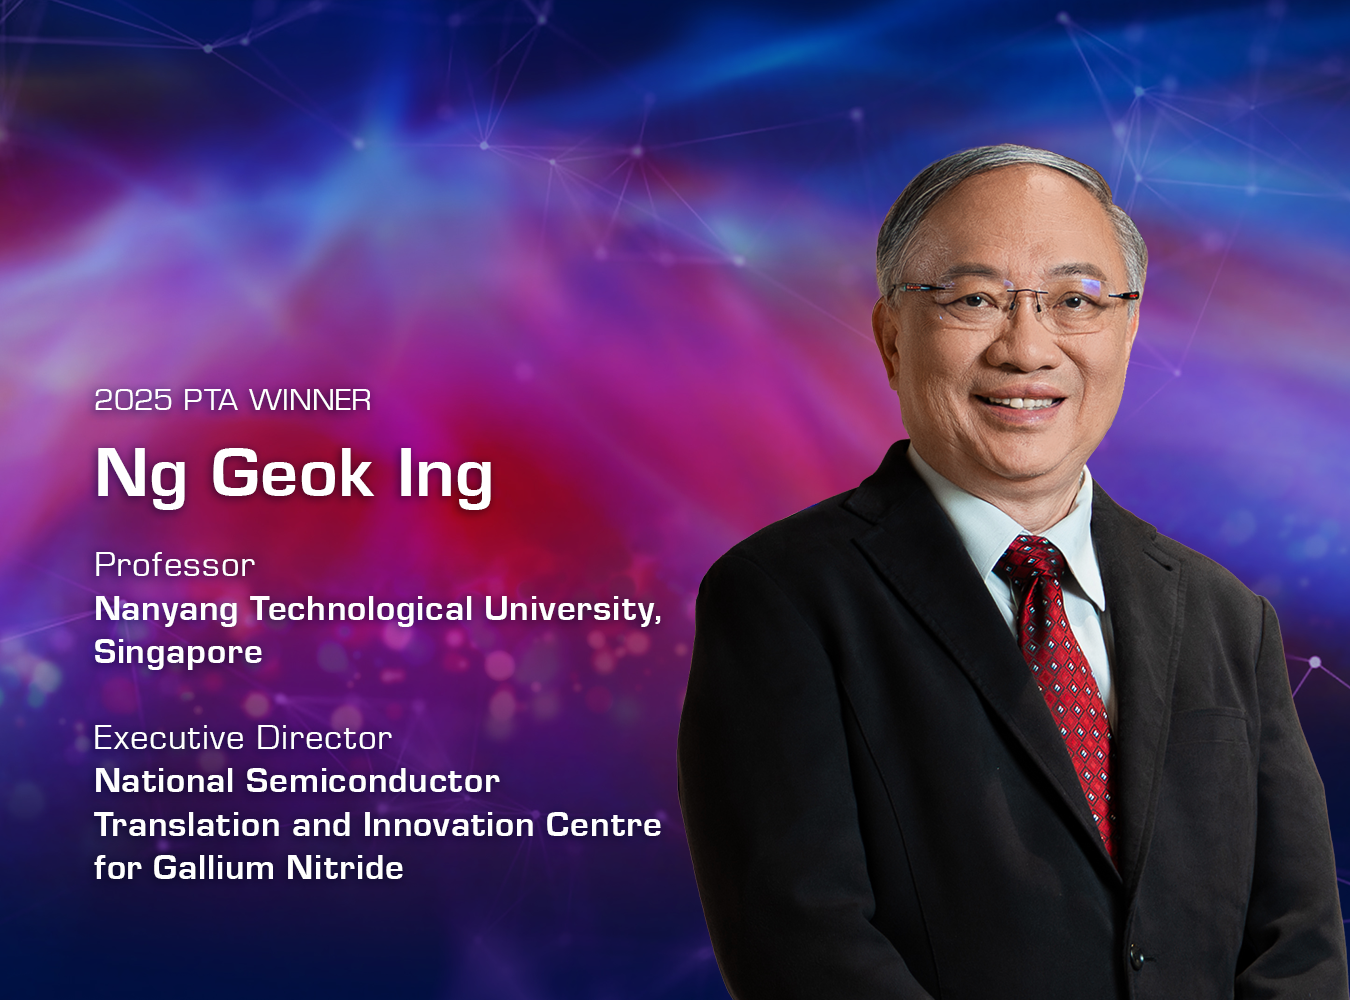 2025 PTA WINNER
Ng Geok Ing
Professor
Nanyang Technological University,
Singapore
Executive Director
National Semiconductor
Translation and Innovation Centre
for Gallium Nitride